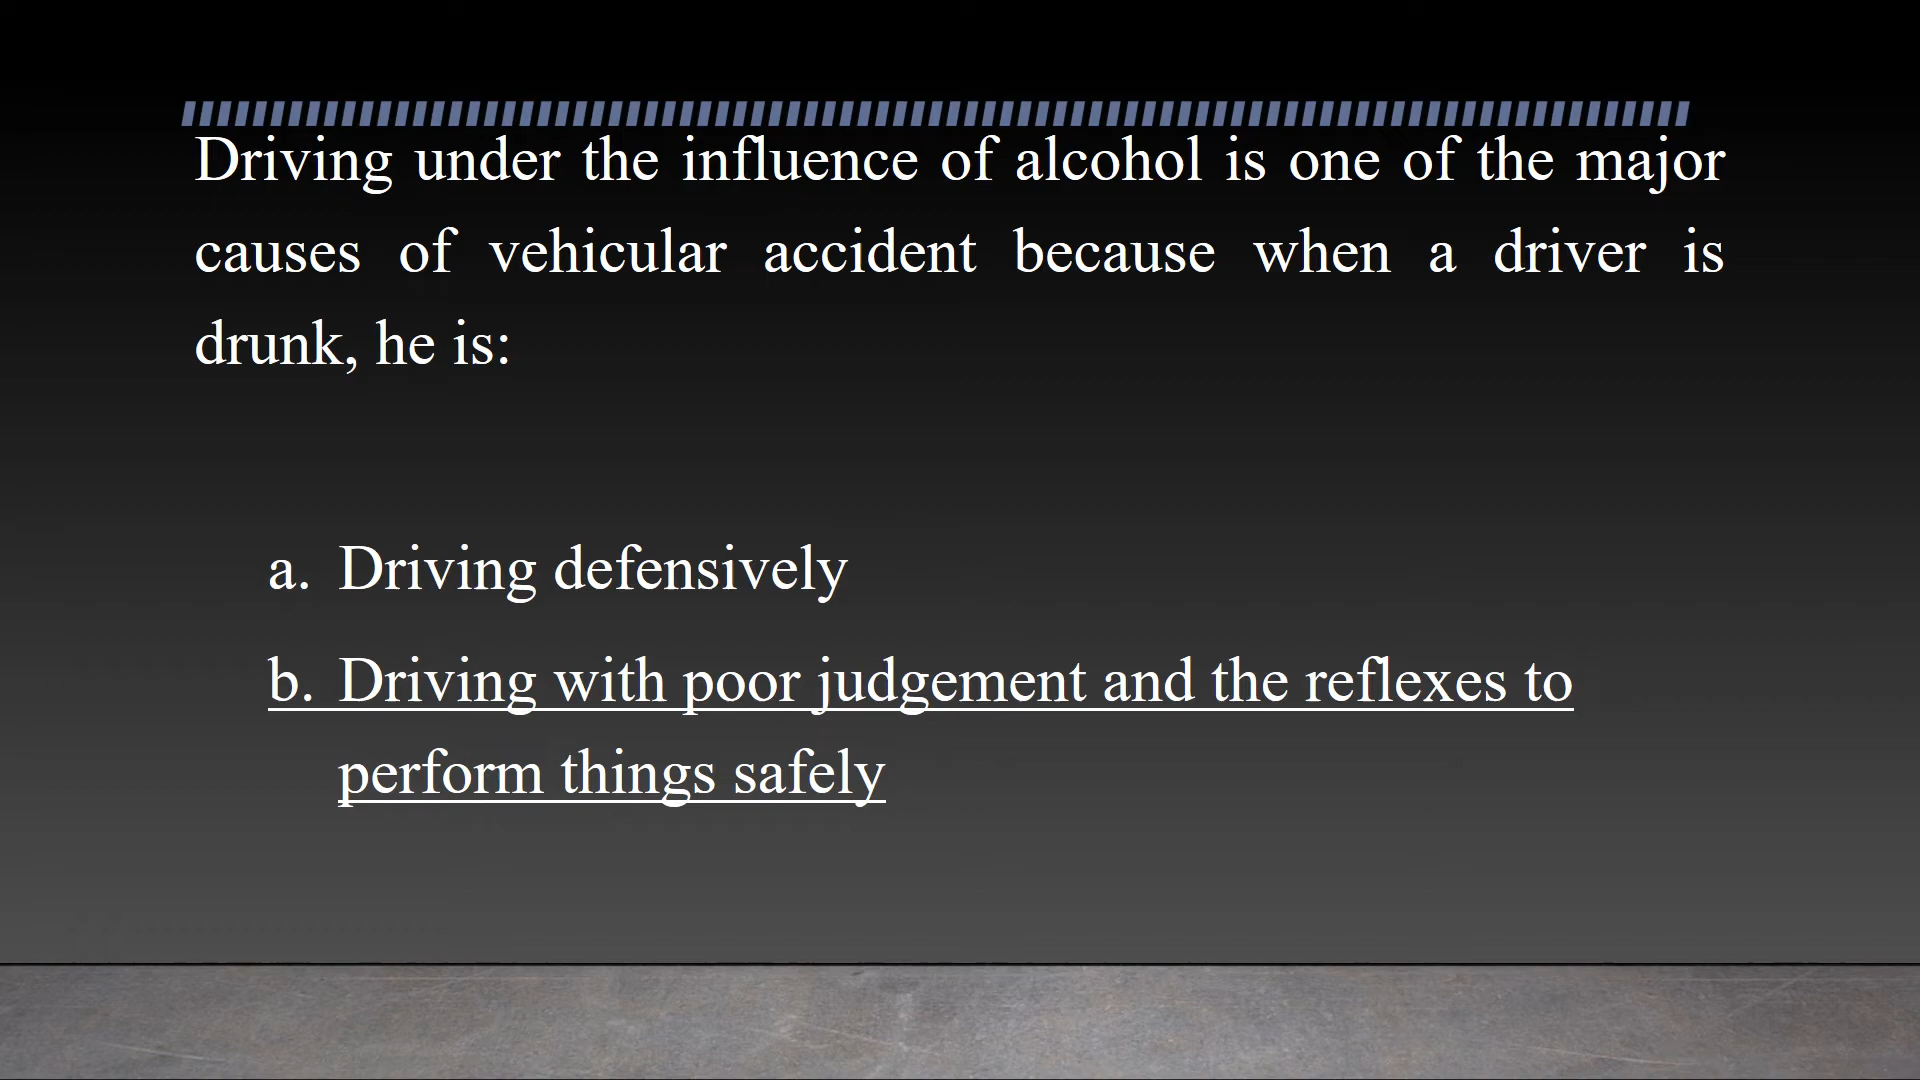 Driving under the influence of alcohol is one of the major
causes of vehicular accident because when a driver is
drunk, he is:
a. Driving defensively
b. Driving with poor judgement and the reflexes to
perform things safely